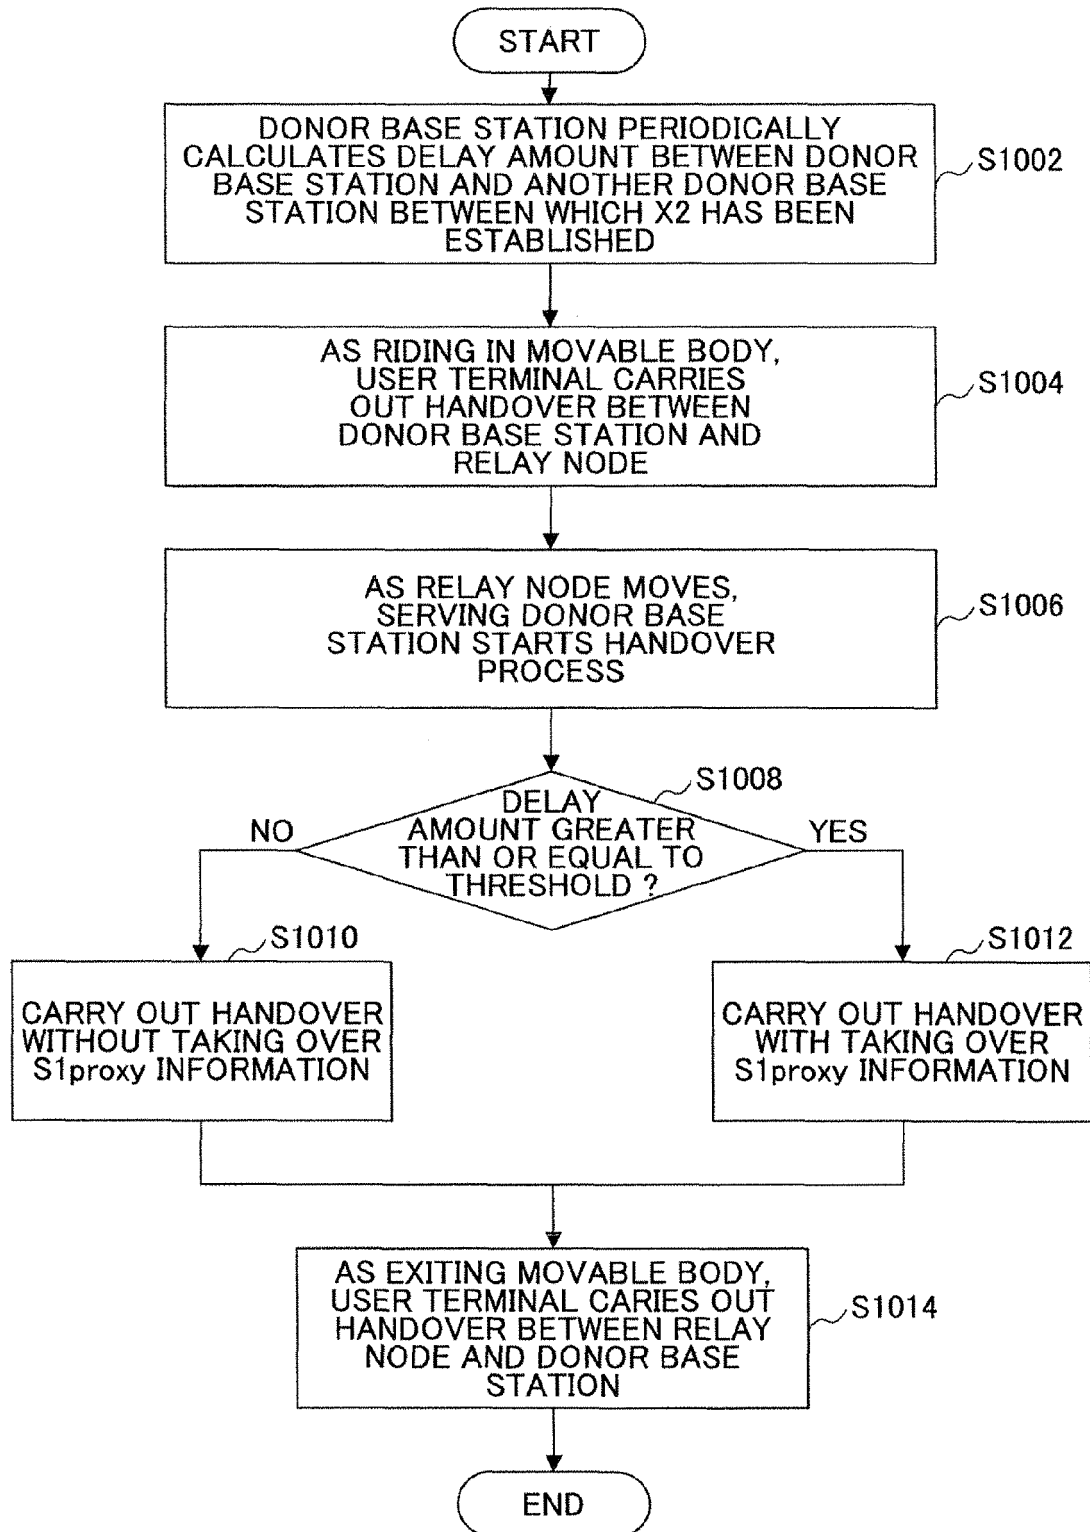 START
DONOR BASE STATION PERIODICALLY
CALCULATES DELAY AMOUNT BETWEEN DONOR
BASE STATION AND ANOTHER DONOR BASE
STATION BETWEEN WHICH X2 HAS BEEN
ESTABLISHED
S1002
AS RIDING IN MOVABLE BODY,
USER TERMINAL CARRIES
OUT HANDOVER BETWEEN
DONOR BASE STATION AND
RELAY NODE
S1004
AS RELAY NODE MOVES,
SERVING DONOR BASE
STATION STARTS HANDOVER
PROCESS
S1006
S1008
DELAY
AMOUNT GREATER
THAN OR EQUAL TO
THRESHOLD ?
NO
YES
S1010
CARRY OUT HANDOVER
WITHOUT TAKING OVER
S1proxy INFORMATION
S1012
CARRY OUT HANDOVER
WITH TAKING OVER
S1proxy INFORMATION
AS EXITING MOVABLE BODY,
USER TERMINAL CARIES OUT
HANDOVER BETWEEN RELAY
NODE AND DONOR BASE
STATION
S1014
END